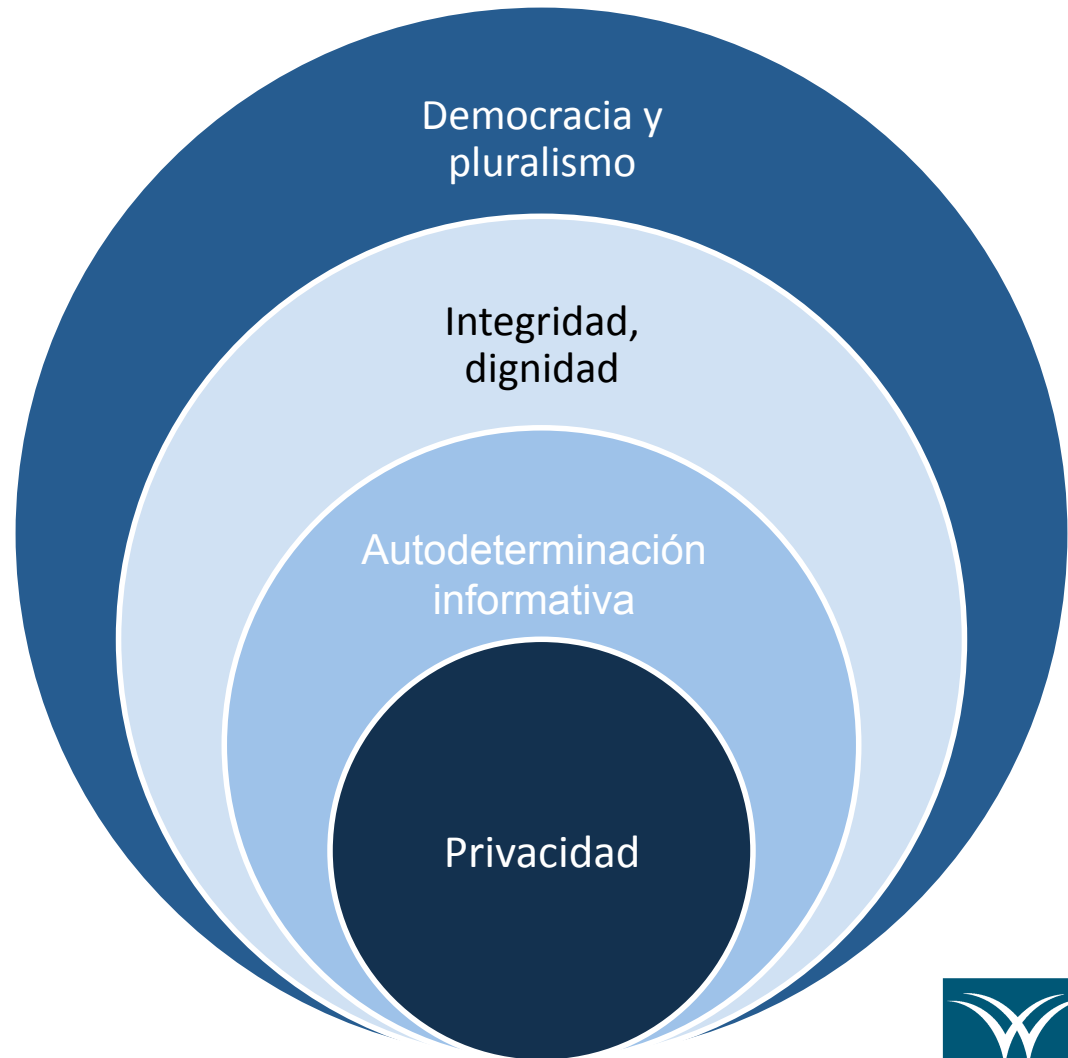 Democracia y
pluralismo
Integridad,
dignidad
Autodeterminación
informativa
Privacidad